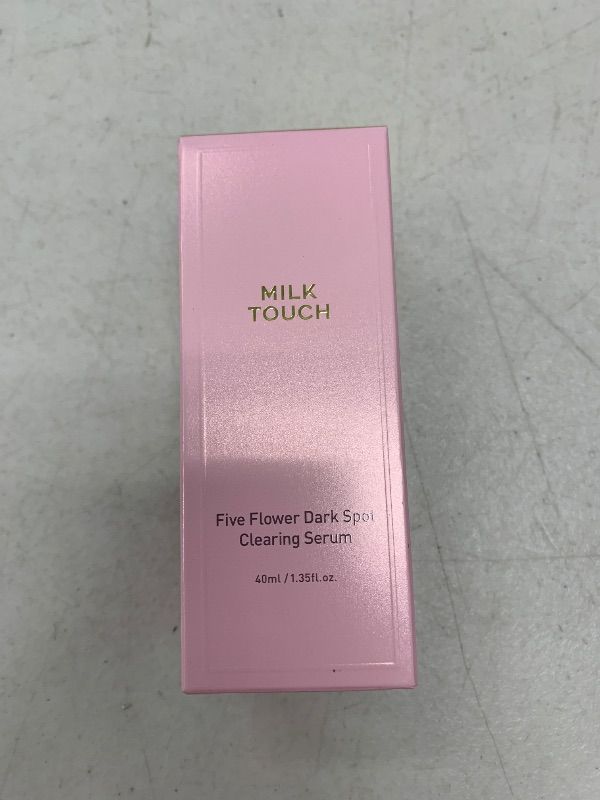 MILK
TOUCH
Five Flower Dark Spot
Clearing Serum
40ml / 1.35fl.oz.